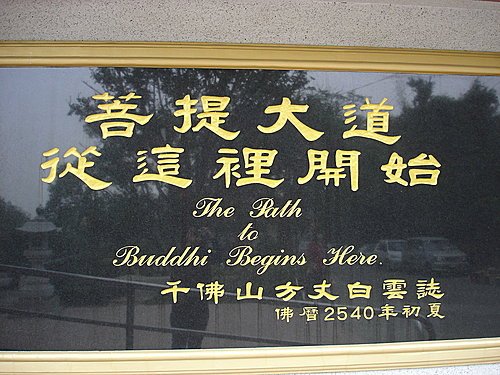 菩提大道
從這裡開始
The Path
to
Buddhi Begins Here.
千佛山方丈白雲誌
佛曆2540年初夏